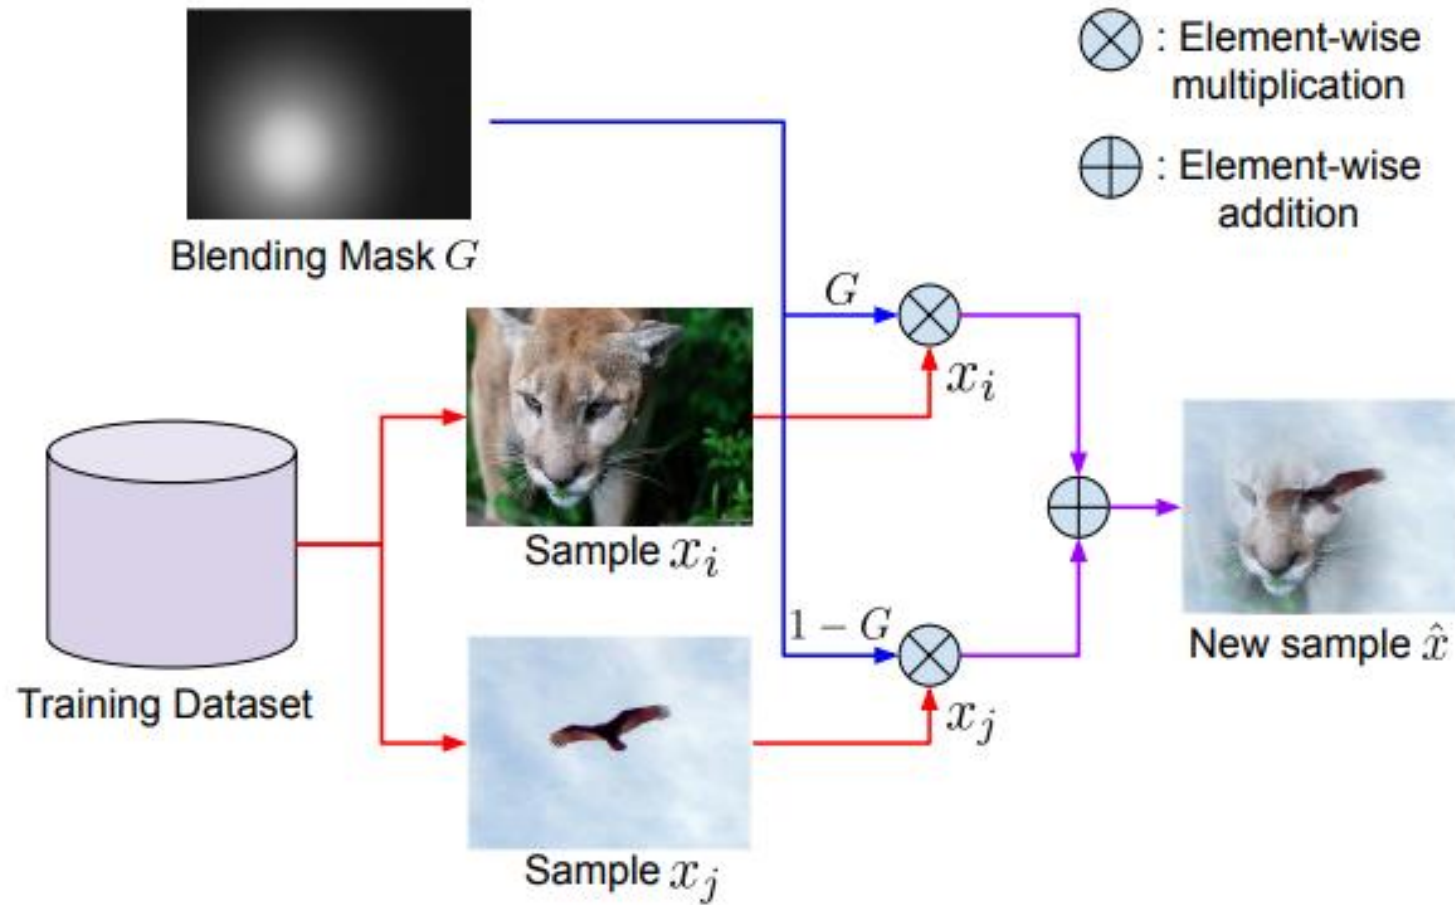 : Element-wise
multiplication
: Element-wise
addition
Blending Mask G
G
x_i
Sample x_i
1 − G
New sample x̂
Training Dataset
x_j
Sample x_j